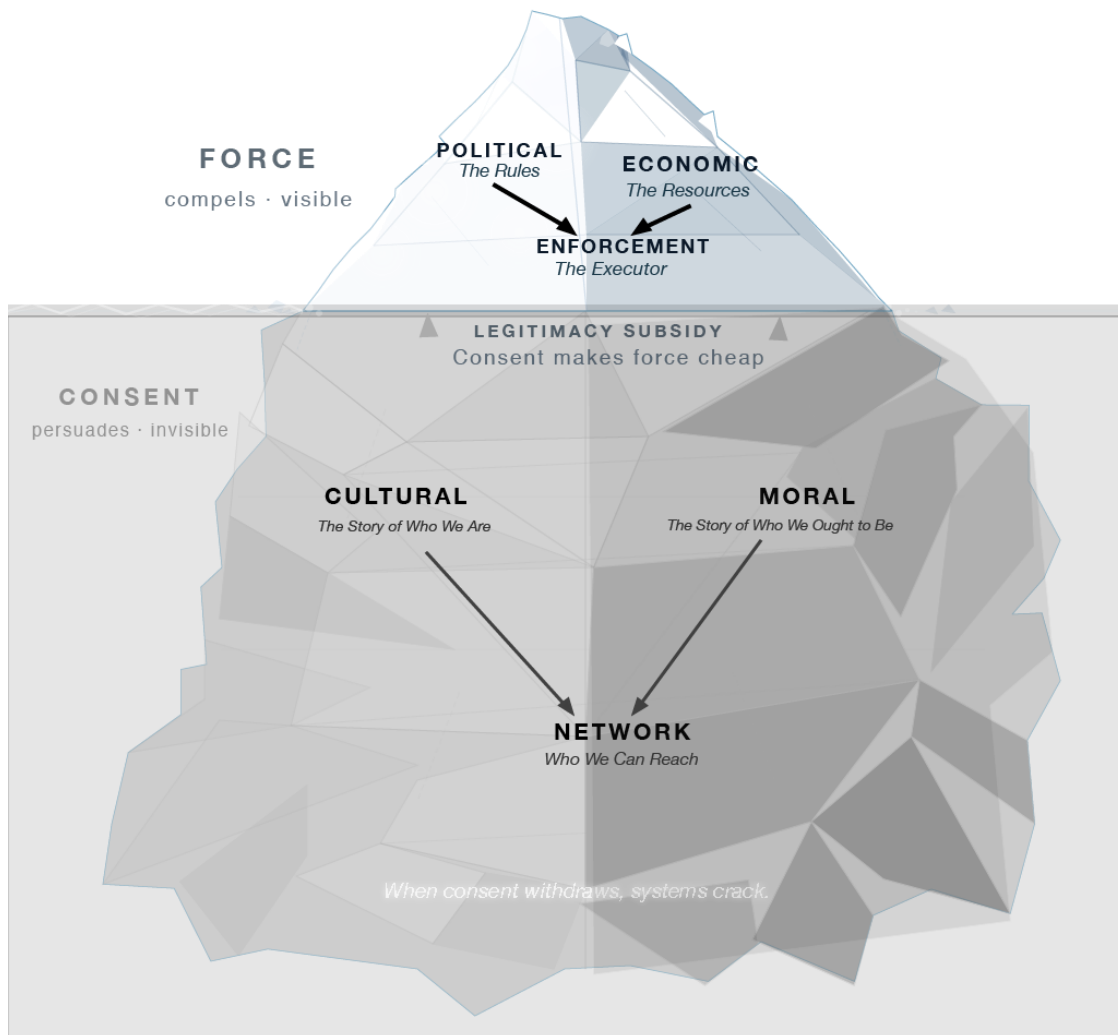 FORCE
compels · visible
POLITICAL
The Rules
ECONOMIC
The Resources
ENFORCEMENT
The Executor
LEGITIMACY SUBSIDY
Consent makes force cheap
CONSENT
persuades · invisible
CULTURAL
The Story of Who We Are
MORAL
The Story of Who We Ought to Be
NETWORK
Who We Can Reach
When consent withdraws, systems crack.